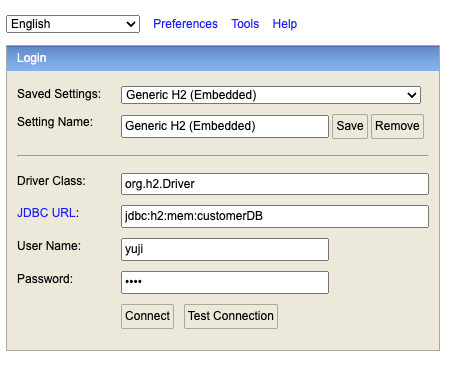 English Preferences Tools Help
Login
Saved Settings: Generic H2 (Embedded)
Setting Name: Generic H2 (Embedded) Save Remove
Driver Class: org.h2.Driver
JDBC URL: jdbc:h2:mem:customerDB
User Name: yuji
Password: ••••
Connect Test Connection